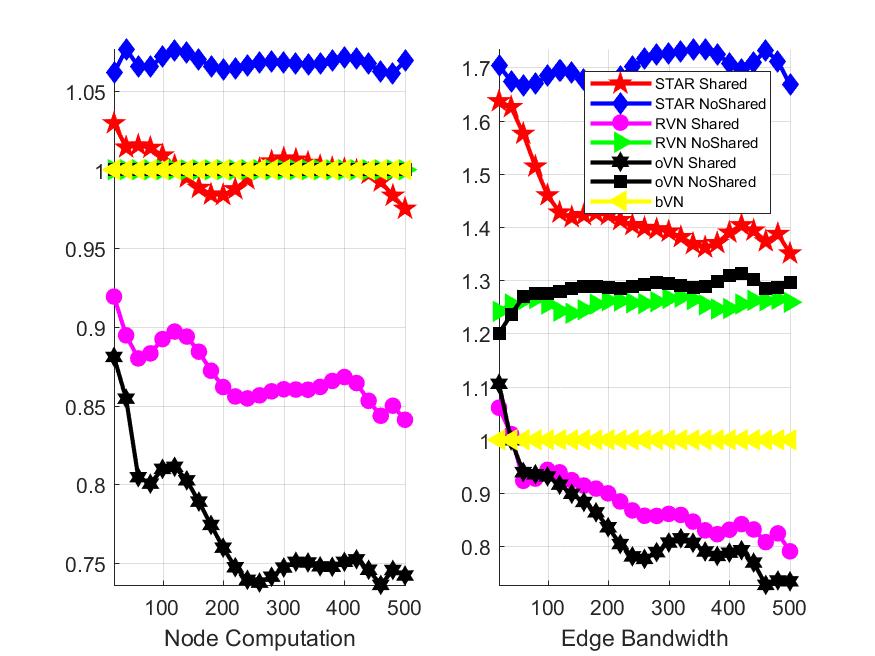 1.05
1
0.95
0.9
0.85
0.8
0.75
100 200 300 400 500
Node Computation
1.7
1.6
1.5
1.4
1.3
1.2
1.1
1
0.9
0.8
100 200 300 400 500
Edge Bandwidth
STAR Shared
STAR NoShared
RVN Shared
RVN NoShared
oVN Shared
oVN NoShared
bVN